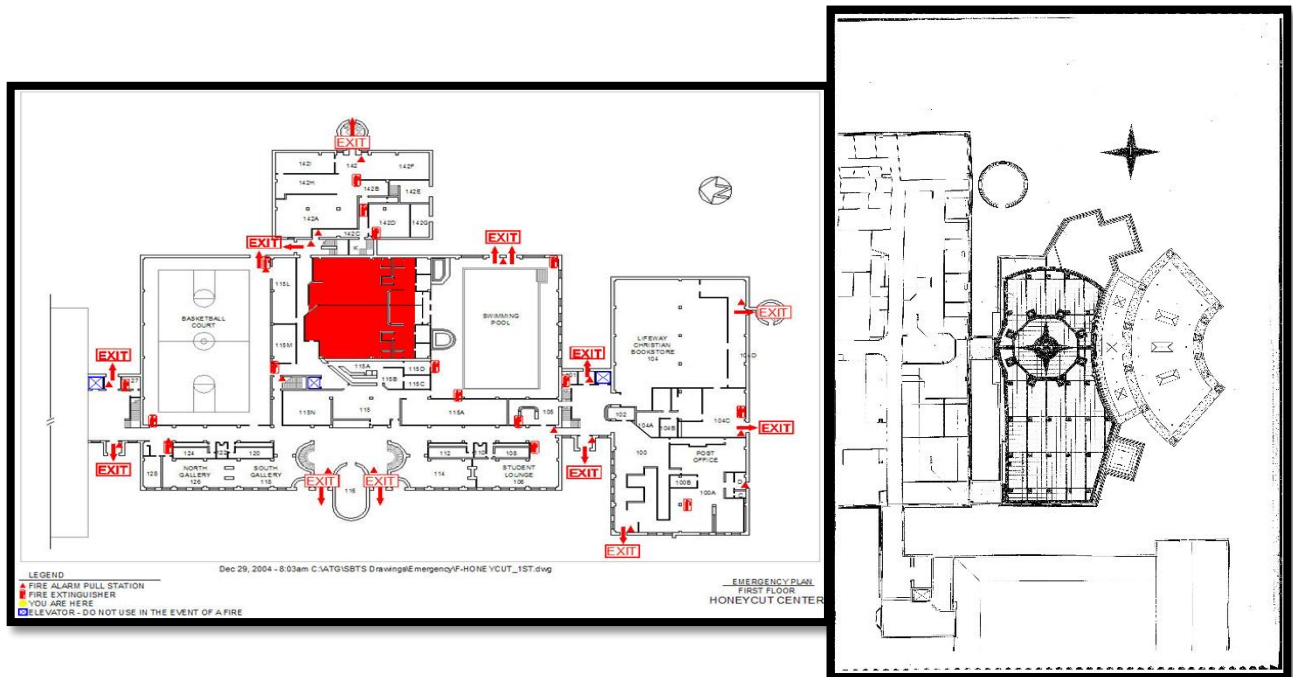 EXIT
142I
142
142F
142H
142B
142E
142A
142D
142G
142C
EXIT
EXIT
115L
BASKETBALL
COURT
SWIMMING
POOL
EXIT
LIFEWAY
CHRISTIAN
BOOKSTORE
104
104D
115M
EXIT
EXIT
127
115A
115D
115B
115C
102
104A
104B
104C
EXIT
115N
115
115A
105
124
120
112
110
108
100
POST
OFFICE
EXIT
128
NORTH
GALLERY
126
SOUTH
GALLERY
118
EXIT
116
EXIT
114
STUDENT
LOUNGE
106
EXIT
100B
100A
EXIT
Dec 29, 2004 - 8:03am C:\ATG\SBTS Drawings\Emergency\F-HONEYCUT_1ST.dwg
LEGEND
FIRE ALARM PULL STATION
FIRE EXTINGUISHER
YOU ARE HERE
ELEVATOR - DO NOT USE IN THE EVENT OF A FIRE
EMERGENCY PLAN
FIRST FLOOR
HONEYCUT CENTER